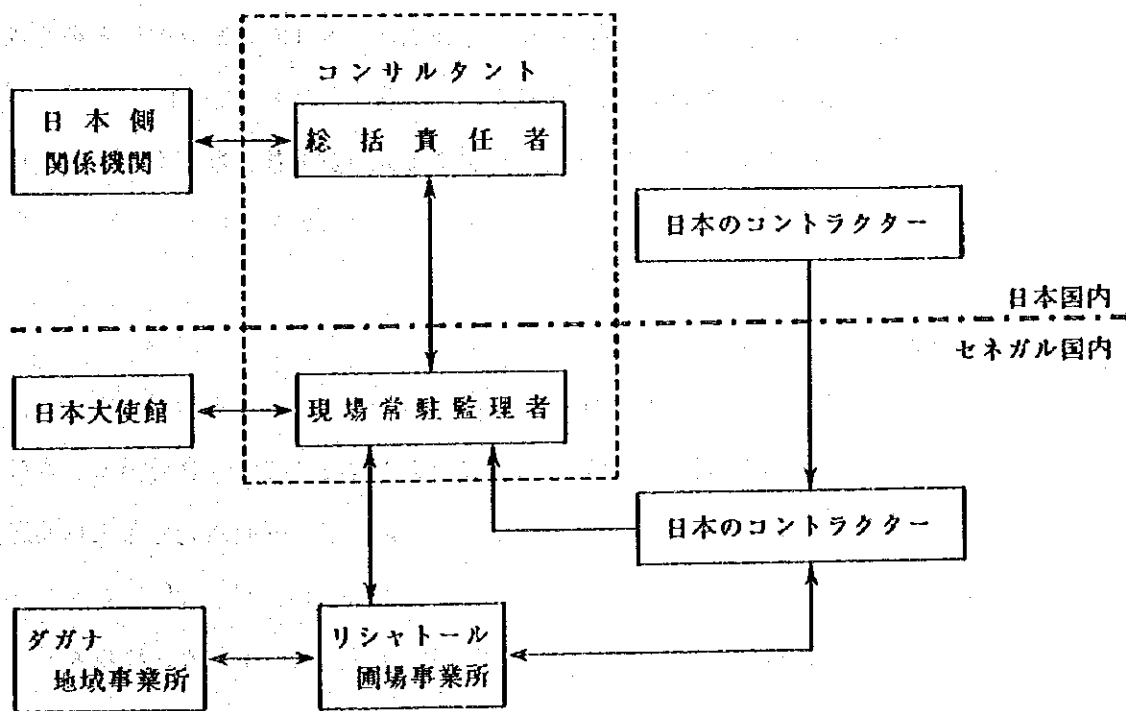 コンサルタント
日本側
関係機関
総括責任者
日本のコントラクター
日本国内
セネガル国内
日本大使館
現場常駐監理者
日本のコントラクター
ダガナ
地域事業所
リシャトール
圃場事業所